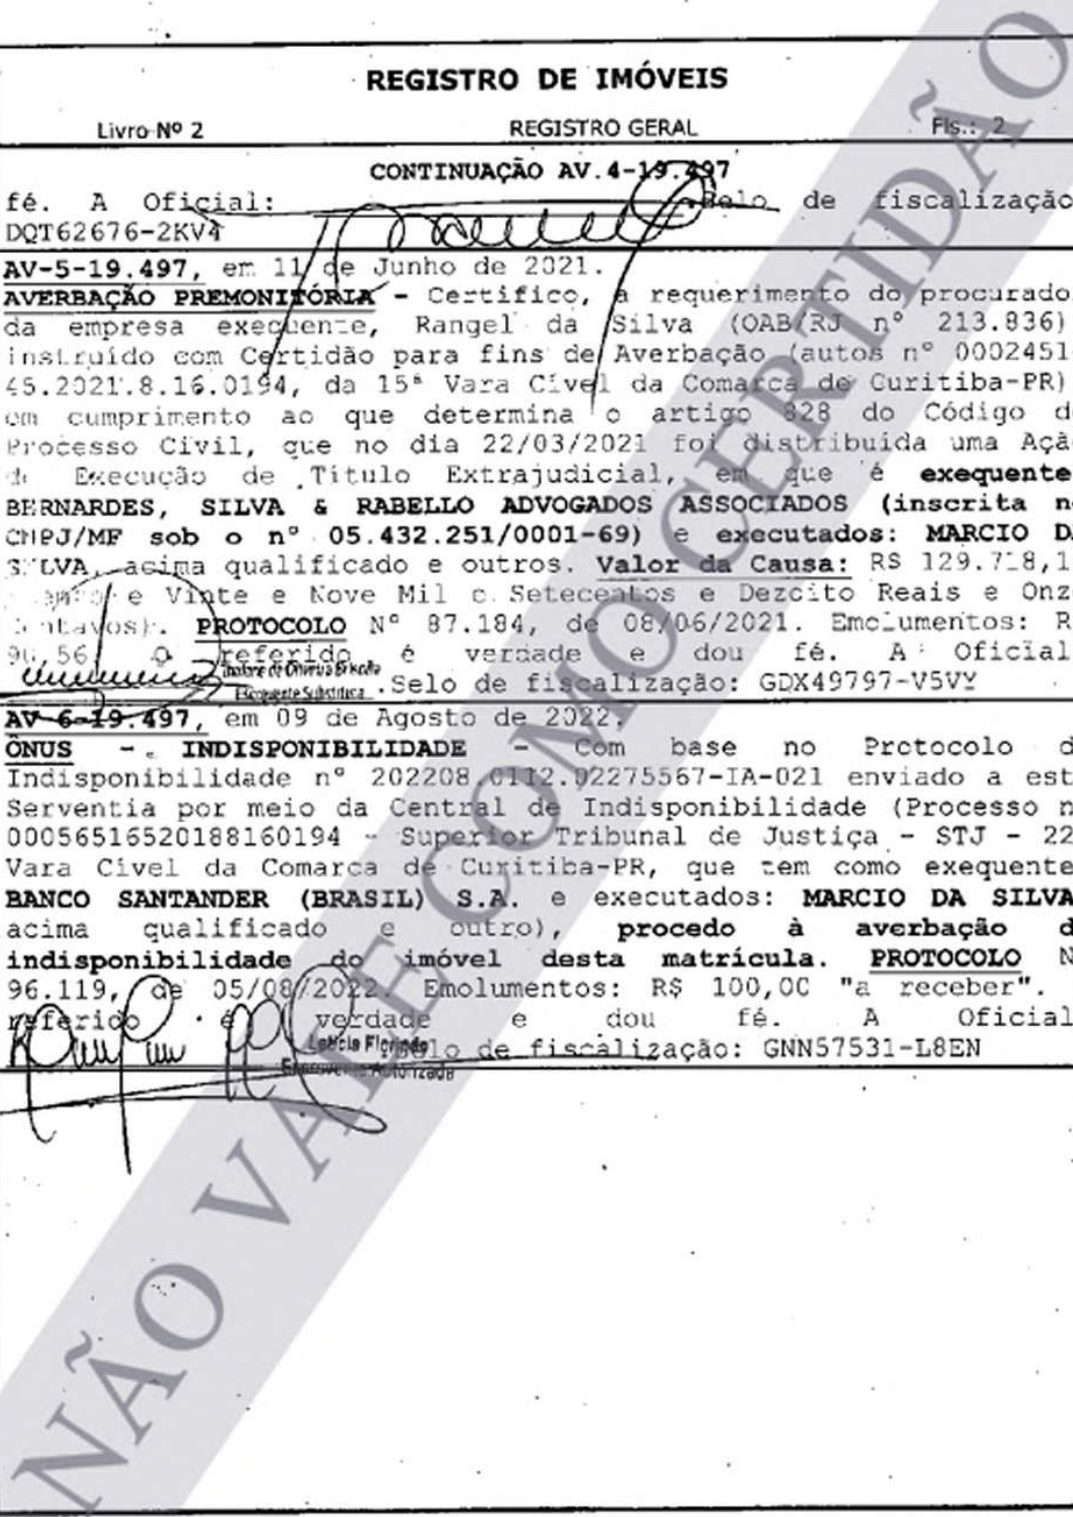 REGISTRO DE IMÓVEIS
Livro Nº 2 REGISTRO GERAL Fls.: 2
CONTINUAÇÃO AV.4-19.497
fé. A Oficial: Selo de fiscalização
DQT62676-2KV4
AV-5-19.497, em 11 de Junho de 2021.
AVERBAÇÃO PREMONITÓRIA - Certifico, a requerimento do procurado
da empresa exequente, Rangel da Silva (OAB/RJ nº 213.836)
instruído com Certidão para fins de Averbação (autos nº 0002451-
45.2021.8.16.0194, da 15ª Vara Cível da Comarca de Curitiba-PR)
em cumprimento ao que determina o artigo 828 do Código d
Processo Civil, que no dia 22/03/2021 foi distribuída uma Açã
de Execução de Título Extrajudicial, em que é exequente
BERNARDES, SILVA & RABELLO ADVOGADOS ASSOCIADOS (inscrita n
CNPJ/MF sob o nº 05.432.251/0001-69) e executados: MARCIO D
SILVA, acima qualificado e outros. Valor da Causa: R$ 129.718,1
e Vinte e Nove Mil e Setecentos e Dezoito Reais e Onz
Centavos). PROTOCOLO Nº 87.184, de 08/06/2021. Emolumentos: R
90,56. O referido é verdade e dou fé. A Oficial
Escrevente Substituta .Selo de fiscalização: GDX49797-V5VY
AV-6-19.497, em 09 de Agosto de 2022.
ÔNUS - INDISPONIBILIDADE - Com base no Protocolo d
Indisponibilidade nº 202208.0112.02275567-IA-021 enviado a est
Serventia por meio da Central de Indisponibilidade (Processo n
00056516520188160194 - Superior Tribunal de Justiça - STJ - 22
Vara Cível da Comarca de Curitiba-PR, que tem como exequente
BANCO SANTANDER (BRASIL) S.A. e executados: MARCIO DA SILVA
acima qualificado e outro), procedo à averbação d
indisponibilidade do imóvel desta matrícula. PROTOCOLO N
96.119, de 05/08/2022. Emolumentos: R$ 100,00 "a receber".
referido é verdade e dou fé. A Oficial
Selo de fiscalização: GNN57531-L8EN
Escrevente Autorizada
NÃO VALE COMO CERTIDÃO